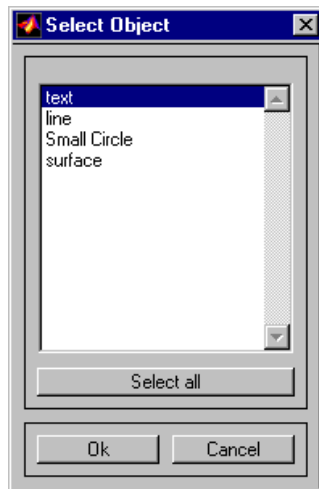 Select Object
text
line
Small Circle
surface
Select all
Ok
Cancel